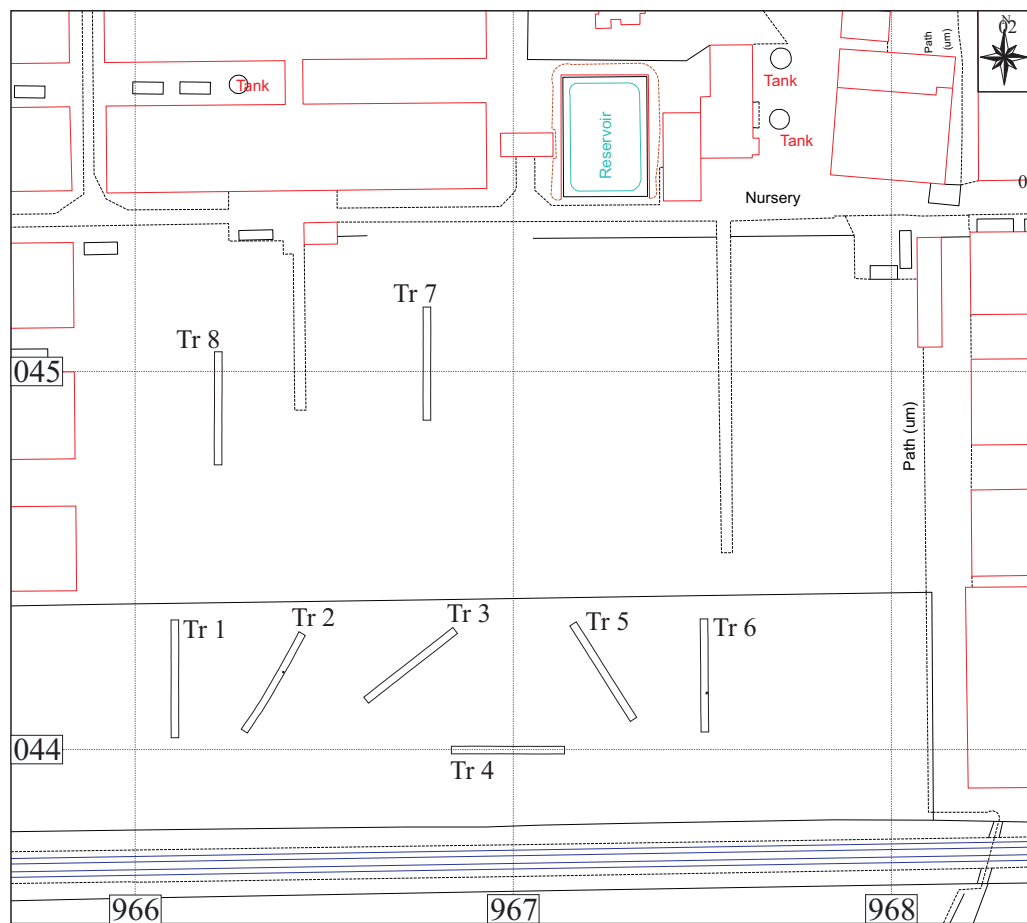 N
02
Path
(um)
Tank
Tank
Tank
Reservoir
Nursery
0
Tr 7
Tr 8
045
Path (um)
Tr 1
Tr 2
Tr 3
Tr 5
Tr 6
044
Tr 4
966
967
968